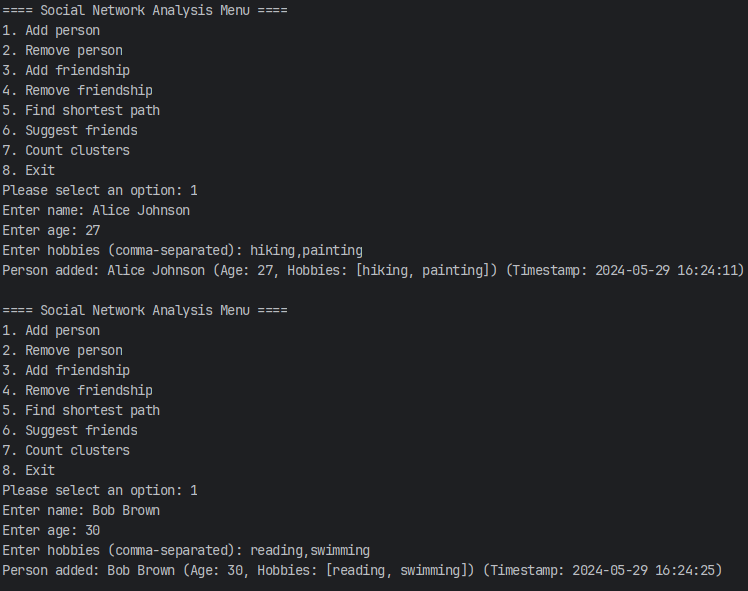 ==== Social Network Analysis Menu ====
1. Add person
2. Remove person
3. Add friendship
4. Remove friendship
5. Find shortest path
6. Suggest friends
7. Count clusters
8. Exit
Please select an option: 1
Enter name: Alice Johnson
Enter age: 27
Enter hobbies (comma-separated): hiking,painting
Person added: Alice Johnson (Age: 27, Hobbies: [hiking, painting]) (Timestamp: 2024-05-29 16:24:11)

==== Social Network Analysis Menu ====
1. Add person
2. Remove person
3. Add friendship
4. Remove friendship
5. Find shortest path
6. Suggest friends
7. Count clusters
8. Exit
Please select an option: 1
Enter name: Bob Brown
Enter age: 30
Enter hobbies (comma-separated): reading,swimming
Person added: Bob Brown (Age: 30, Hobbies: [reading, swimming]) (Timestamp: 2024-05-29 16:24:25)